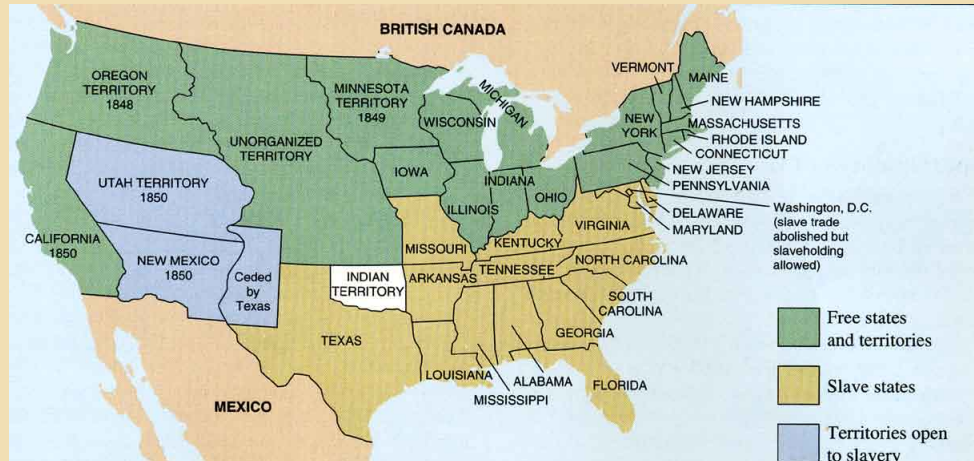 BRITISH CANADA
OREGON
TERRITORY
1848
MINNESOTA
TERRITORY
1849
UNORGANIZED
TERRITORY
WISCONSIN
MICHIGAN
VERMONT
MAINE
NEW HAMPSHIRE
MASSACHUSETTS
NEW
YORK
RHODE ISLAND
CONNECTICUT
NEW JERSEY
PENNSYLVANIA
IOWA
ILLINOIS
INDIANA
OHIO
UTAH TERRITORY
1850
CALIFORNIA
1850
NEW MEXICO
1850
Ceded
by
Texas
INDIAN
TERRITORY
MISSOURI
KENTUCKY
VIRGINIA
DELAWARE
MARYLAND
Washington, D.C.
(slave trade
abolished but
slaveholding
allowed)
ARKANSAS
TENNESSEE
NORTH CAROLINA
SOUTH
CAROLINA
TEXAS
GEORGIA
LOUISIANA
ALABAMA
MISSISSIPPI
FLORIDA
MEXICO
Free states
and territories
Slave states
Territories open
to slavery